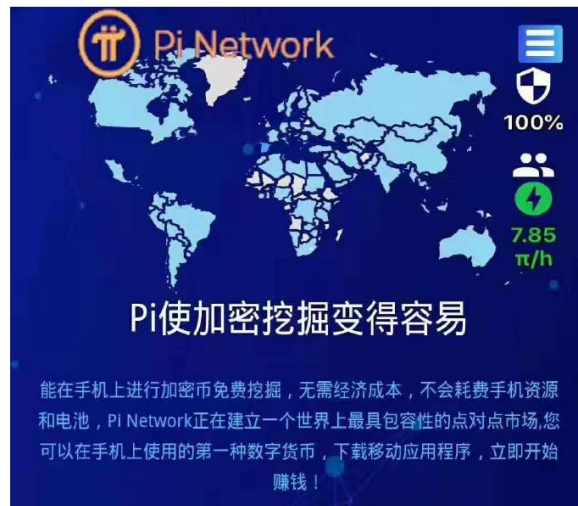 Pi Network
100%
7.85
π/h
Pi使加密挖掘变得容易
能在手机上进行加密币免费挖掘，无需经济成本，不会耗费手机资源
和电池，Pi Network正在建立一个世界上最具包容性的点对点市场,您
可以在手机上使用的第一种数字货币，下载移动应用程序，立即开始
赚钱！